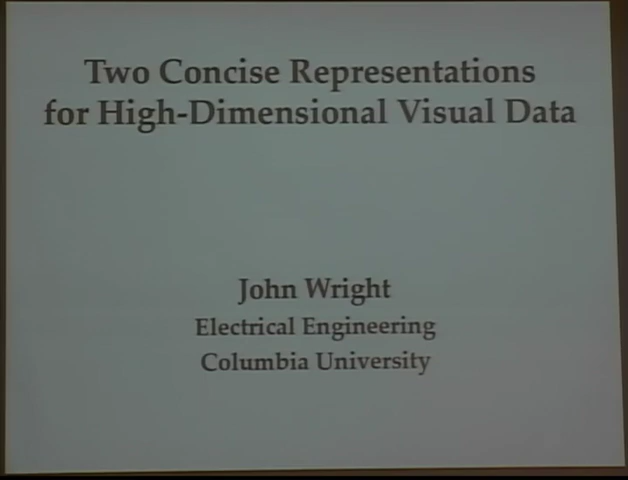 Two Concise Representations
for High-Dimensional Visual Data
John Wright
Electrical Engineering
Columbia University